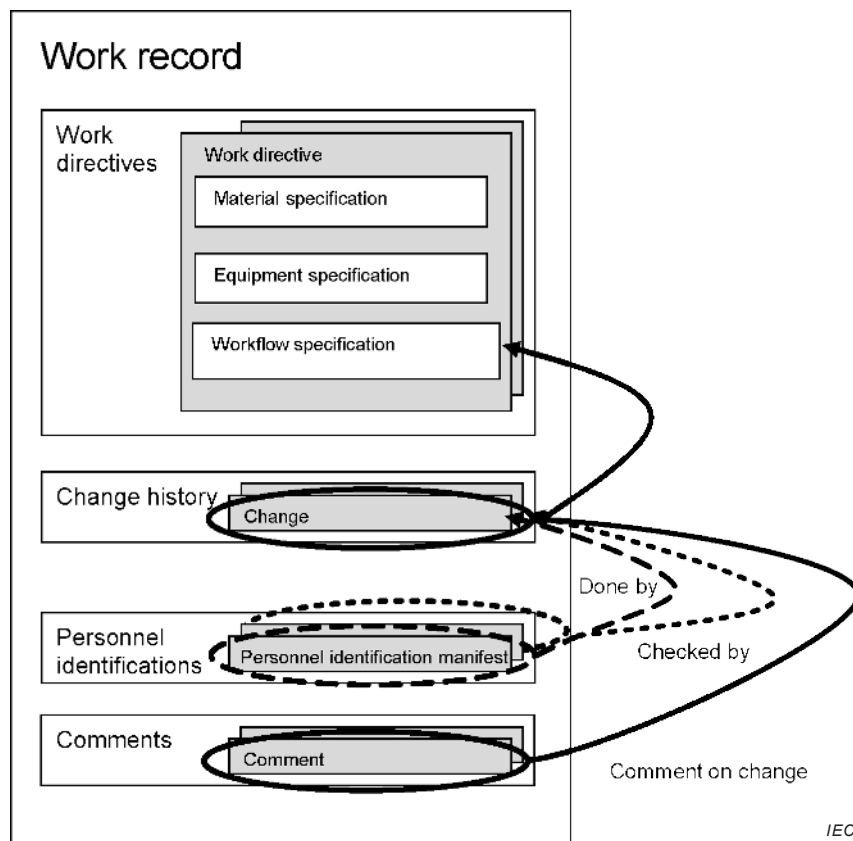 Work record
Work
directives
Work directive
Material specification
Equipment specification
Workflow specification
Change history
Change
Done by
Personnel
identifications
Personnel identification manifest
Checked by
Comments
Comment
Comment on change
IEC